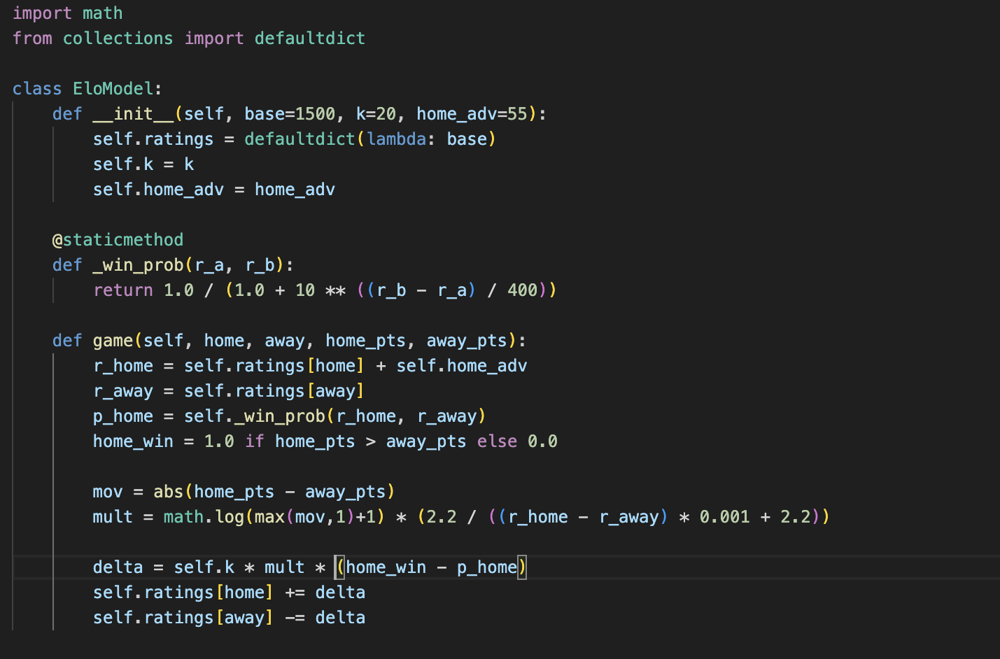 import math
from collections import defaultdict
class EloModel:
def __init__(self, base=1500, k=20, home_adv=55):
self.ratings = defaultdict(lambda: base)
self.k = k
self.home_adv = home_adv
@staticmethod
def _win_prob(r_a, r_b):
return 1.0 / (1.0 + 10 ** ((r_b - r_a) / 400))
def game(self, home, away, home_pts, away_pts):
r_home = self.ratings[home] + self.home_adv
r_away = self.ratings[away]
p_home = self._win_prob(r_home, r_away)
home_win = 1.0 if home_pts > away_pts else 0.0
mov = abs(home_pts - away_pts)
mult = math.log(max(mov,1)+1) * (2.2 / ((r_home - r_away) * 0.001 + 2.2))
delta = self.k * mult * (home_win - p_home)
self.ratings[home] += delta
self.ratings[away] -= delta